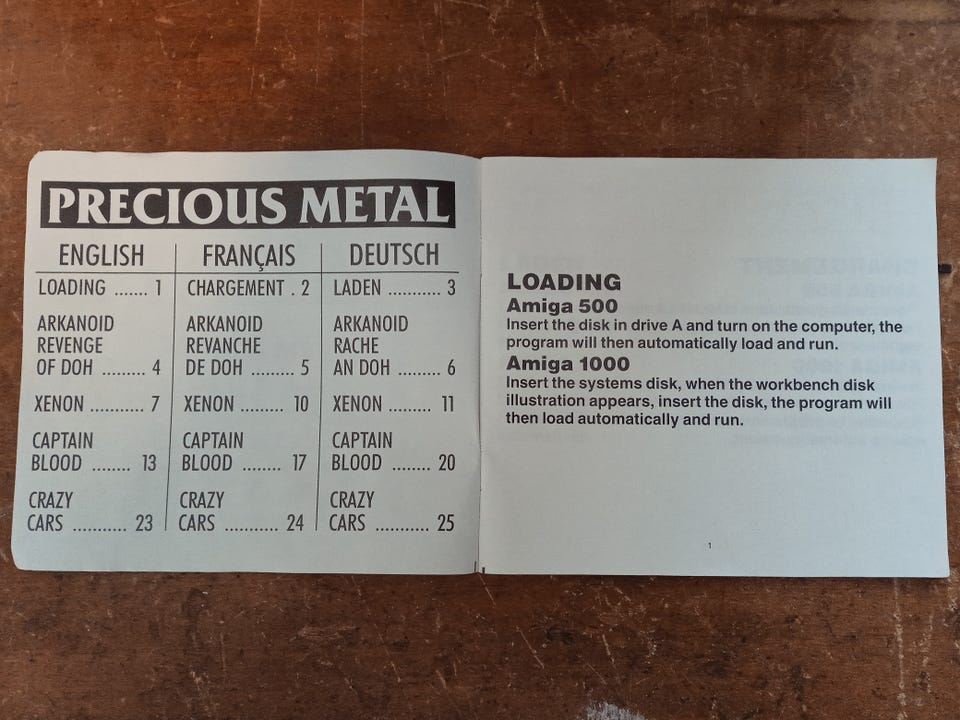 PRECIOUS METAL
ENGLISH
LOADING ....... 1
ARKANOID
REVENGE
OF DOH ......... 4
XENON ........... 7
CAPTAIN
BLOOD ........ 13
CRAZY
CARS ........... 23
FRANÇAIS
CHARGEMENT . 2
ARKANOID
REVANCHE
DE DOH ......... 5
XENON ......... 10
CAPTAIN
BLOOD ........ 17
CRAZY
CARS ........... 24
DEUTSCH
LADEN ........... 3
ARKANOID
RACHE
AN DOH ......... 6
XENON ........... 11
CAPTAIN
BLOOD ........ 20
CRAZY
CARS ........... 25
LOADING
Amiga 500
Insert the disk in drive A and turn on the computer, the
program will then automatically load and run.
Amiga 1000
Insert the systems disk, when the workbench disk
illustration appears, insert the disk, the program will
then load automatically and run.
1